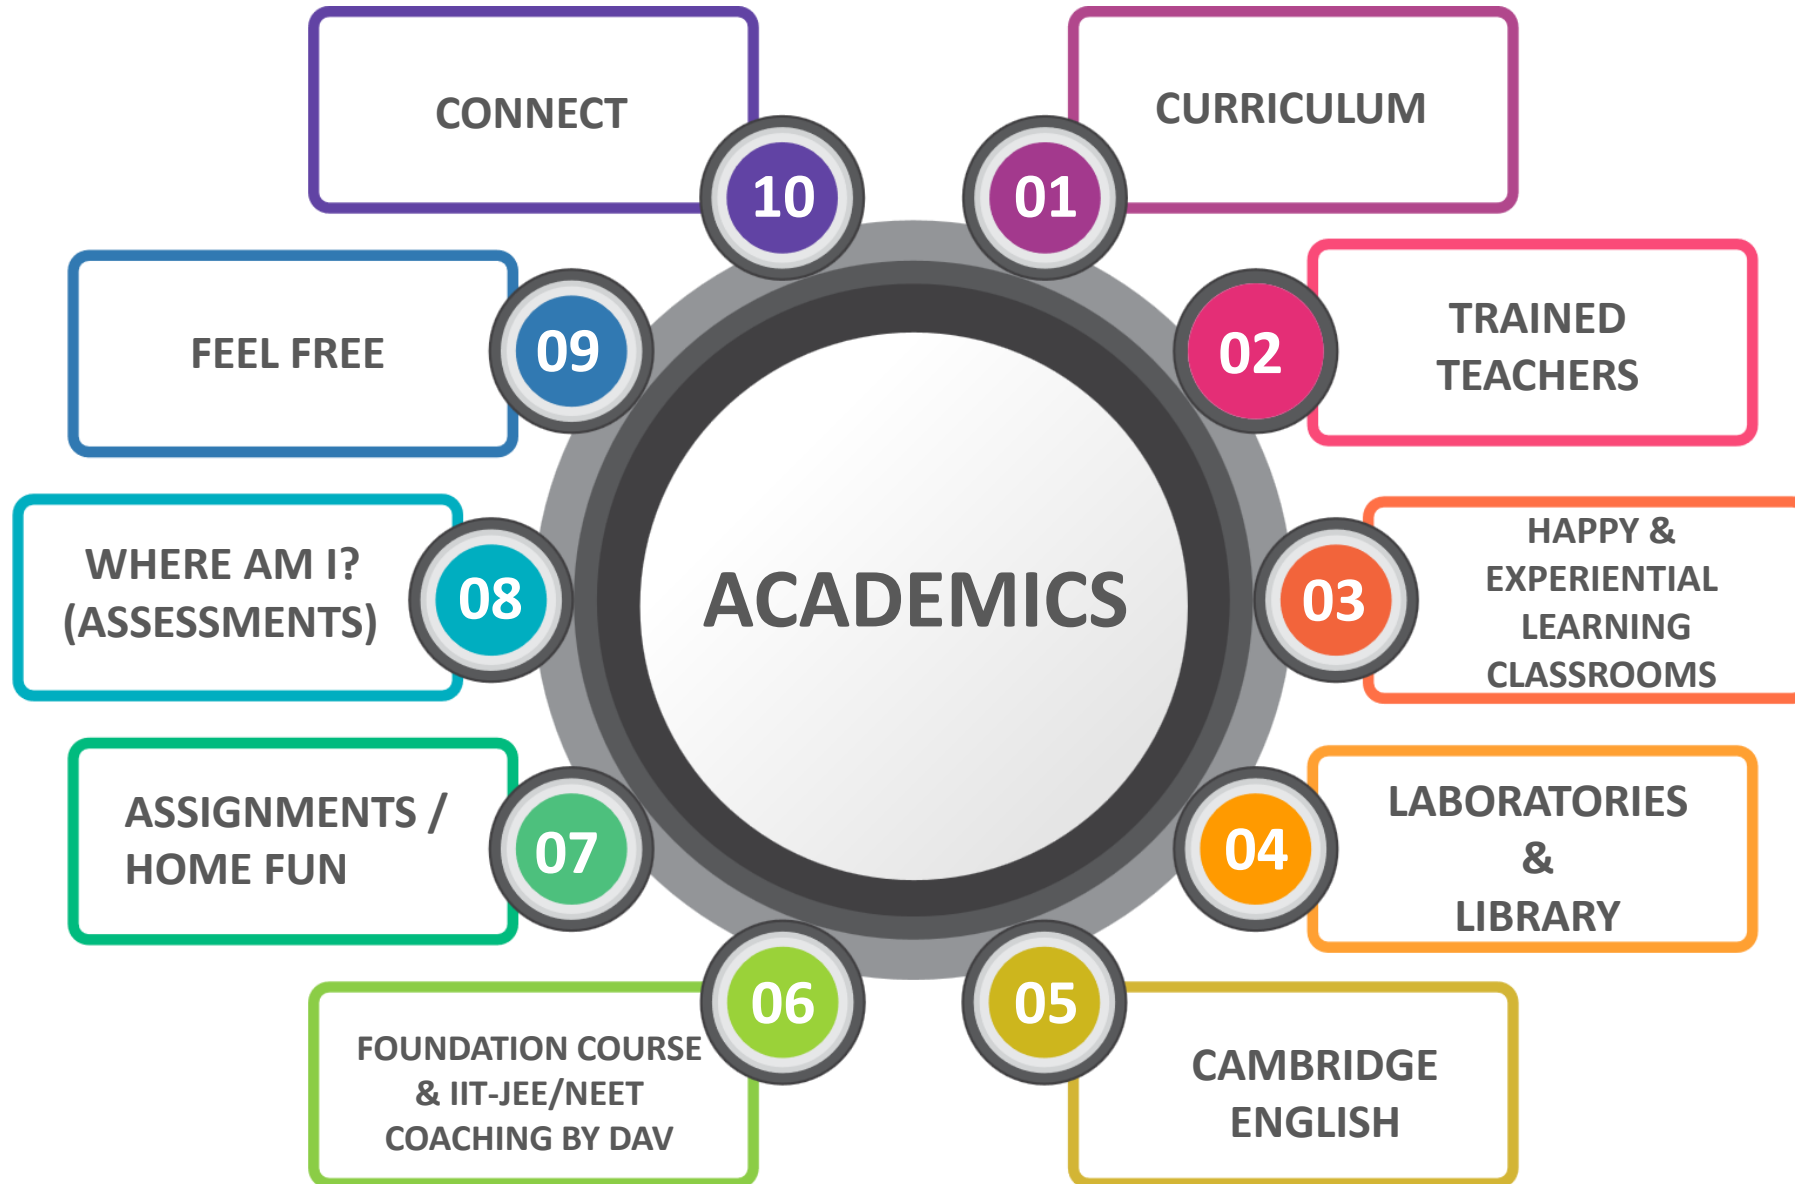 ACADEMICS
01
CURRICULUM
02
TRAINED
TEACHERS
03
HAPPY &
EXPERIENTIAL
LEARNING
CLASSROOMS
04
LABORATORIES
&
LIBRARY
05
CAMBRIDGE
ENGLISH
06
FOUNDATION COURSE
& IIT-JEE/NEET
COACHING BY DAV
07
ASSIGNMENTS /
HOME FUN
08
WHERE AM I?
(ASSESSMENTS)
09
FEEL FREE
10
CONNECT